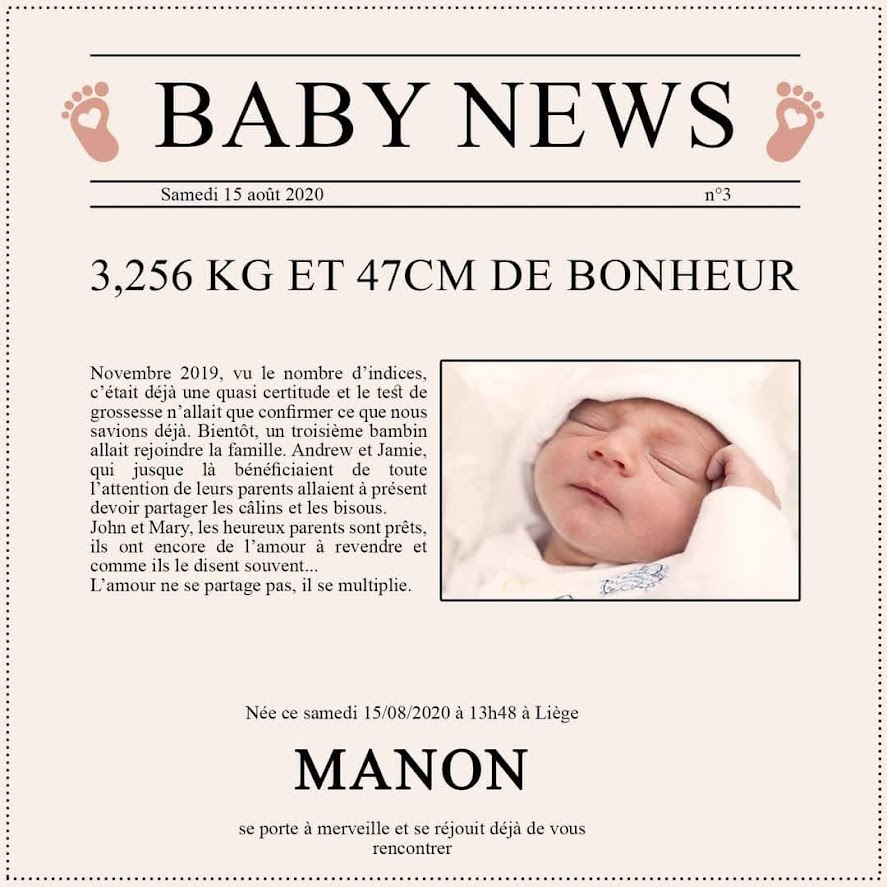 BABY NEWS
Samedi 15 août 2020 n°3
3,256 KG ET 47CM DE BONHEUR
Novembre 2019, vu le nombre d’indices,
c’était déjà une quasi certitude et le test de
grossesse n’allait que confirmer ce que nous
savions déjà. Bientôt, un troisième bambin
allait rejoindre la famille. Andrew et Jamie,
qui jusque là bénéficiaient de toute
l’attention de leurs parents allaient à présent
devoir partager les câlins et les bisous.
John et Mary, les heureux parents sont prêts,
ils ont encore de l’amour à revendre et
comme ils le disent souvent...
L’amour ne se partage pas, il se multiplie.
Née ce samedi 15/08/2020 à 13h48 à Liège
MANON
se porte à merveille et se réjouit déjà de vous
rencontrer